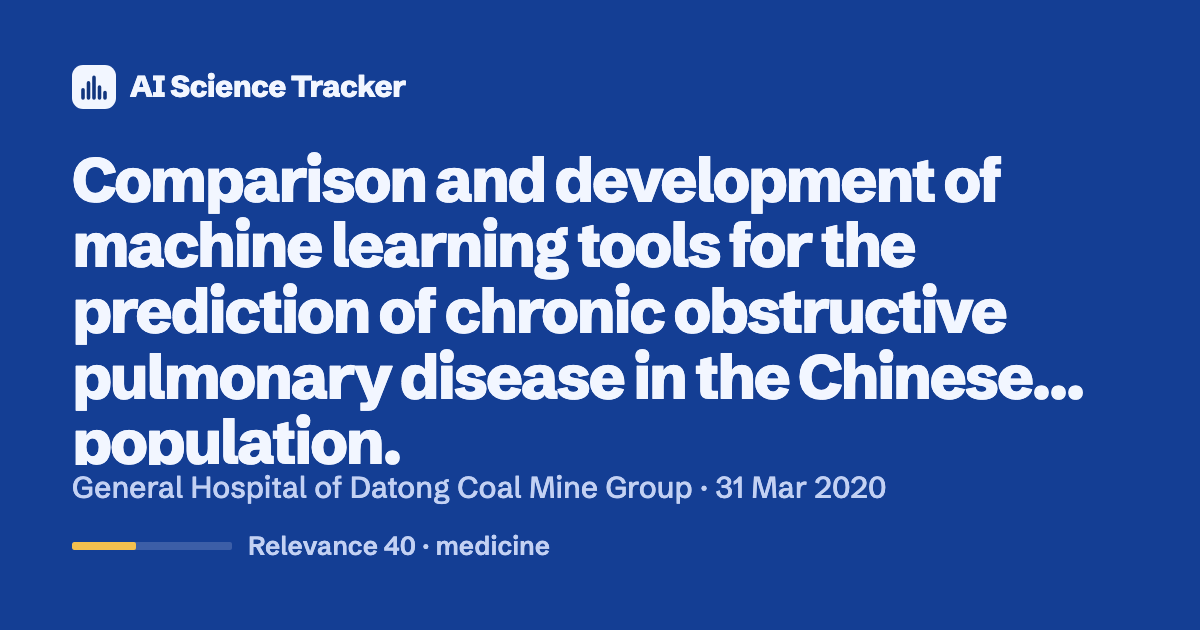 AI Science Tracker
Comparison and development of
machine learning tools for the
prediction of chronic obstructive
pulmonary disease in the Chinese...
population.
General Hospital of Datong Coal Mine Group · 31 Mar 2020
Relevance 40 · medicine